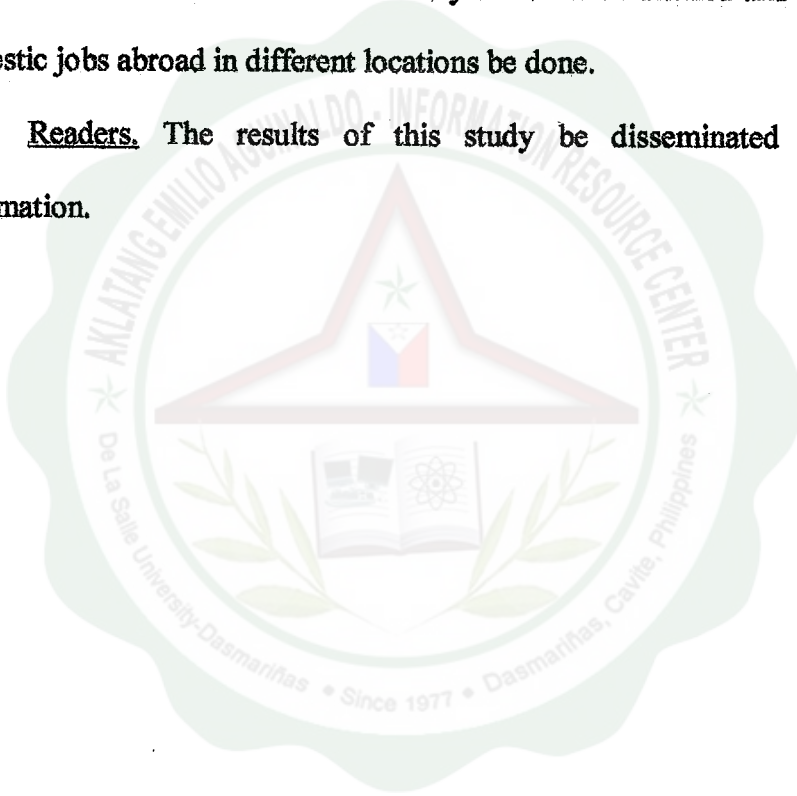 estic jobs abroad in different locations be done.
Readers. The results of this study be disseminated
mation.
AKLATANG EMILIO AGUINALDO - INFORMATION RESOURCE CENTER
De La Salle University-Dasmariñas • Since 1977 • Dasmariñas, Cavite, Philippines